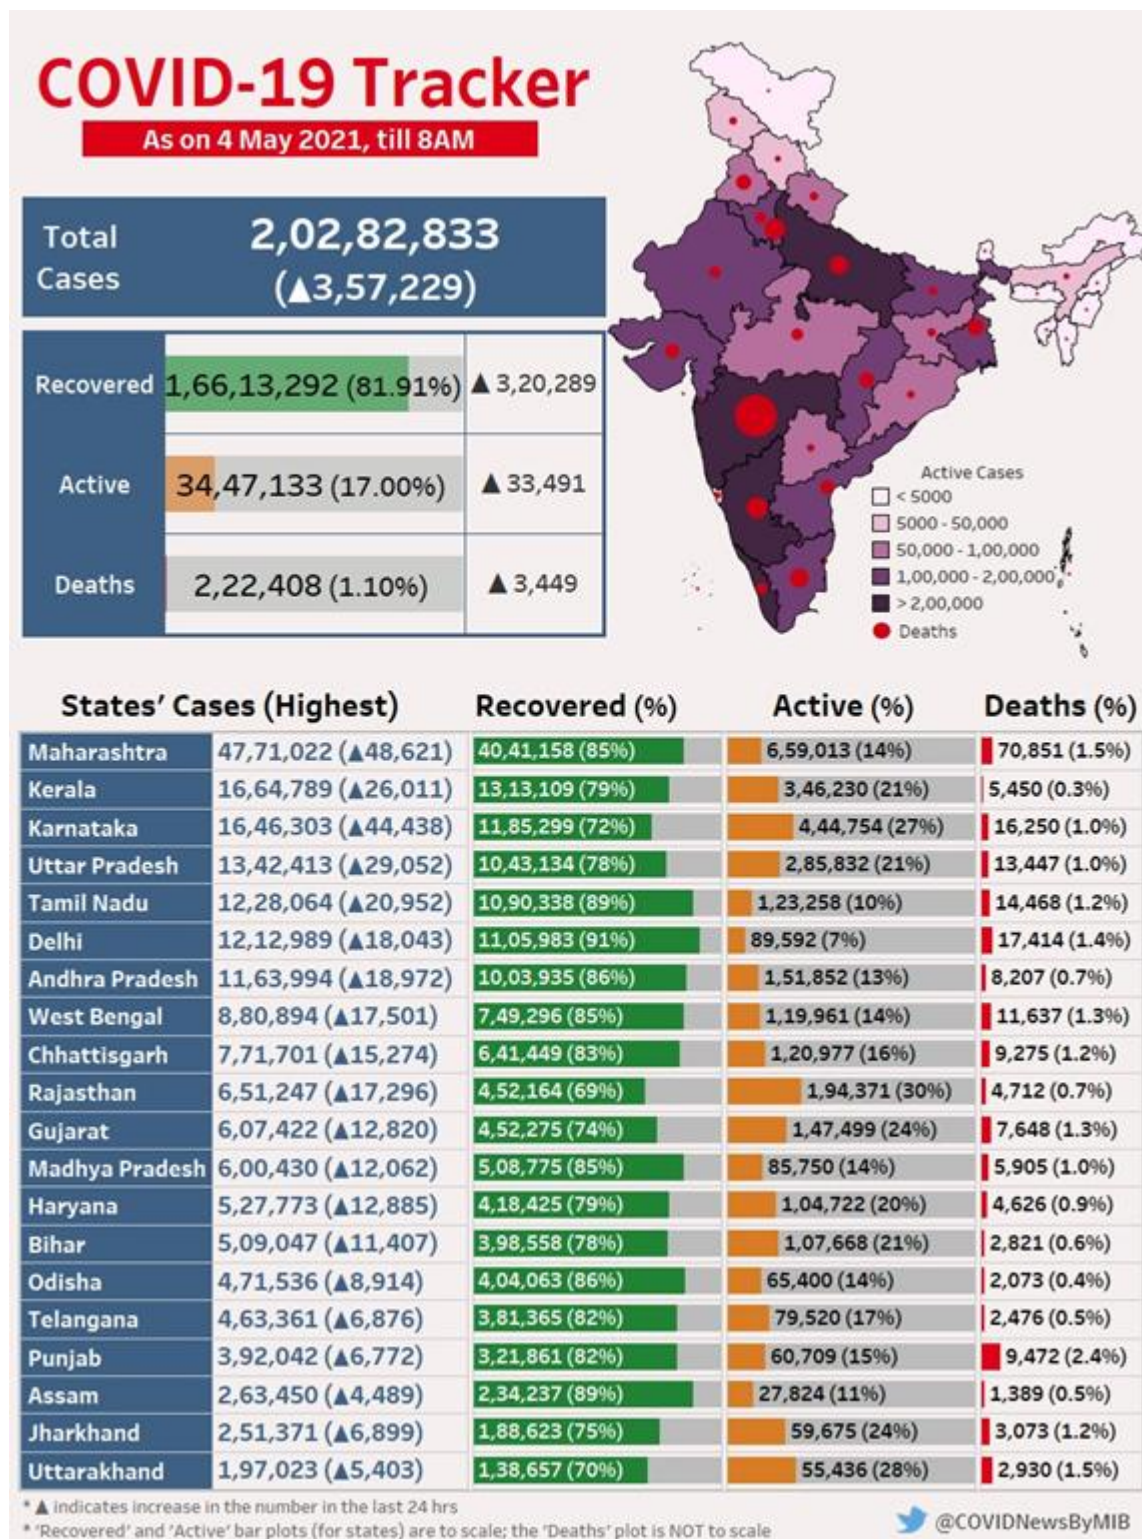 COVID-19 Tracker
As on 4 May 2021, till 8AM
Total Cases 2,02,82,833
(▲3,57,229)
Recovered 1,66,13,292 (81.91%) ▲ 3,20,289
Active 34,47,133 (17.00%) ▲ 33,491
Deaths 2,22,408 (1.10%) ▲ 3,449
Active Cases
< 5000
5000 - 50,000
50,000 - 1,00,000
1,00,000 - 2,00,000
> 2,00,000
Deaths
States' Cases (Highest) Recovered (%) Active (%) Deaths (%)
Maharashtra 47,71,022 (▲48,621) 40,41,158 (85%) 6,59,013 (14%) 70,851 (1.5%)
Kerala 16,64,789 (▲26,011) 13,13,109 (79%) 3,46,230 (21%) 5,450 (0.3%)
Karnataka 16,46,303 (▲44,438) 11,85,299 (72%) 4,44,754 (27%) 16,250 (1.0%)
Uttar Pradesh 13,42,413 (▲29,052) 10,43,134 (78%) 2,85,832 (21%) 13,447 (1.0%)
Tamil Nadu 12,28,064 (▲20,952) 10,90,338 (89%) 1,23,258 (10%) 14,468 (1.2%)
Delhi 12,12,989 (▲18,043) 11,05,983 (91%) 89,592 (7%) 17,414 (1.4%)
Andhra Pradesh 11,63,994 (▲18,972) 10,03,935 (86%) 1,51,852 (13%) 8,207 (0.7%)
West Bengal 8,80,894 (▲17,501) 7,49,296 (85%) 1,19,961 (14%) 11,637 (1.3%)
Chhattisgarh 7,71,701 (▲15,274) 6,41,449 (83%) 1,20,977 (16%) 9,275 (1.2%)
Rajasthan 6,51,247 (▲17,296) 4,52,164 (69%) 1,94,371 (30%) 4,712 (0.7%)
Gujarat 6,07,422 (▲12,820) 4,52,275 (74%) 1,47,499 (24%) 7,648 (1.3%)
Madhya Pradesh 6,00,430 (▲12,062) 5,08,775 (85%) 85,750 (14%) 5,905 (1.0%)
Haryana 5,27,773 (▲12,885) 4,18,425 (79%) 1,04,722 (20%) 4,626 (0.9%)
Bihar 5,09,047 (▲11,407) 3,98,558 (78%) 1,07,668 (21%) 2,821 (0.6%)
Odisha 4,71,536 (▲8,914) 4,04,063 (86%) 65,400 (14%) 2,073 (0.4%)
Telangana 4,63,361 (▲6,876) 3,81,365 (82%) 79,520 (17%) 2,476 (0.5%)
Punjab 3,92,042 (▲6,772) 3,21,861 (82%) 60,709 (15%) 9,472 (2.4%)
Assam 2,63,450 (▲4,489) 2,34,237 (89%) 27,824 (11%) 1,389 (0.5%)
Jharkhand 2,51,371 (▲6,899) 1,88,623 (75%) 59,675 (24%) 3,073 (1.2%)
Uttarakhand 1,97,023 (▲5,403) 1,38,657 (70%) 55,436 (28%) 2,930 (1.5%)
* ▲ indicates increase in the number in the last 24 hrs
* 'Recovered' and 'Active' bar plots (for states) are to scale; the 'Deaths' plot is NOT to scale
@COVIDNewsByMIB